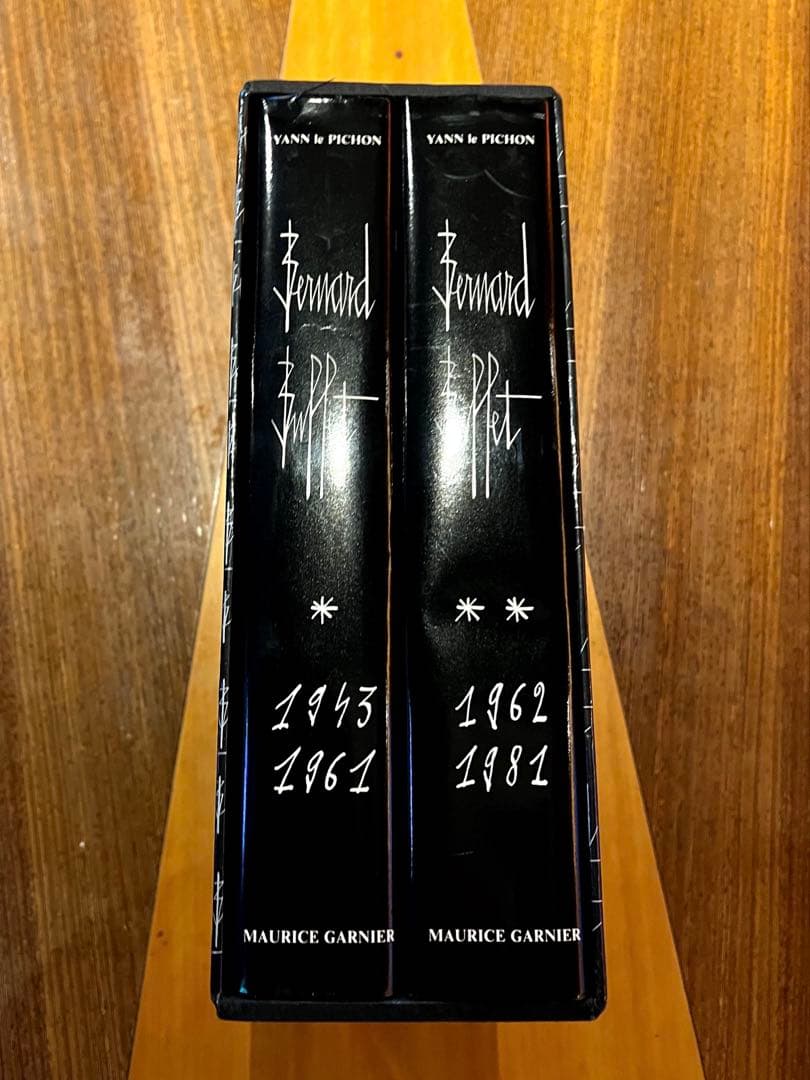 YANN le PICHON
Bernard
Buffet
*
1943
1961
MAURICE GARNIER
YANN le PICHON
Bernard
Buffet
* *
1962
1981
MAURICE GARNIER